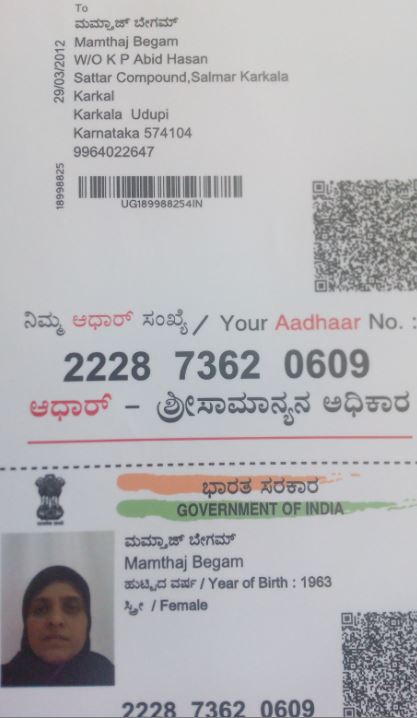 To
ಮಮ್ತಾಜ್ ಬೇಗಮ್
Mamthaj Begam
W/O K P Abid Hasan
Sattar Compound,Salmar Karkala
Karkal
Karkala Udupi
Karnataka 574104
9964022647
29/03/2012
18998825
UG189988254IN
ನಿಮ್ಮ ಆಧಾರ್ ಸಂಖ್ಯೆ / Your Aadhaar No. :
2228 7362 0609
ಆಧಾರ್ – ಶ್ರೀಸಾಮಾನ್ಯನ ಅಧಿಕಾರ
ಭಾರತ ಸರಕಾರ
GOVERNMENT OF INDIA
ಮಮ್ತಾಜ್ ಬೇಗಮ್
Mamthaj Begam
ಹುಟ್ಟಿದ ವರ್ಷ / Year of Birth : 1963
ಸ್ತ್ರೀ / Female
2228 7362 0609